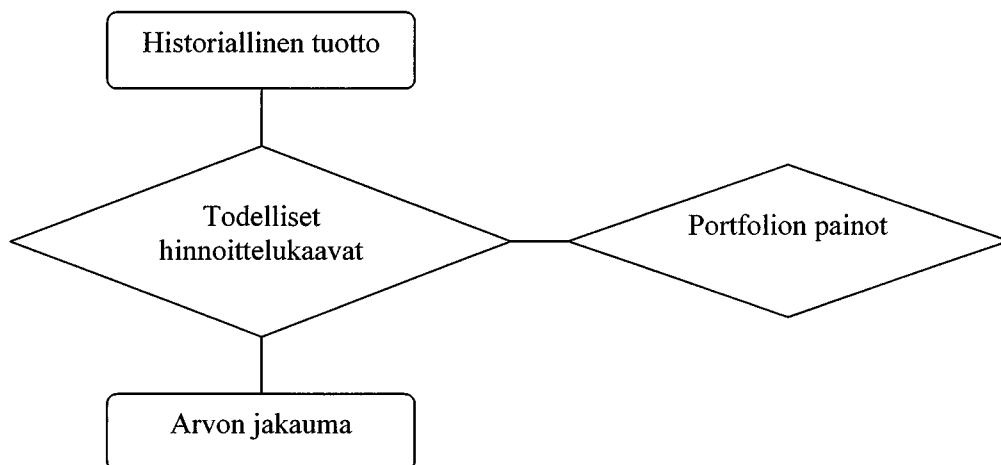 Historiallinen tuotto
Todelliset
hinnoittelukaavat
Portfolion painot
Arvon jakauma